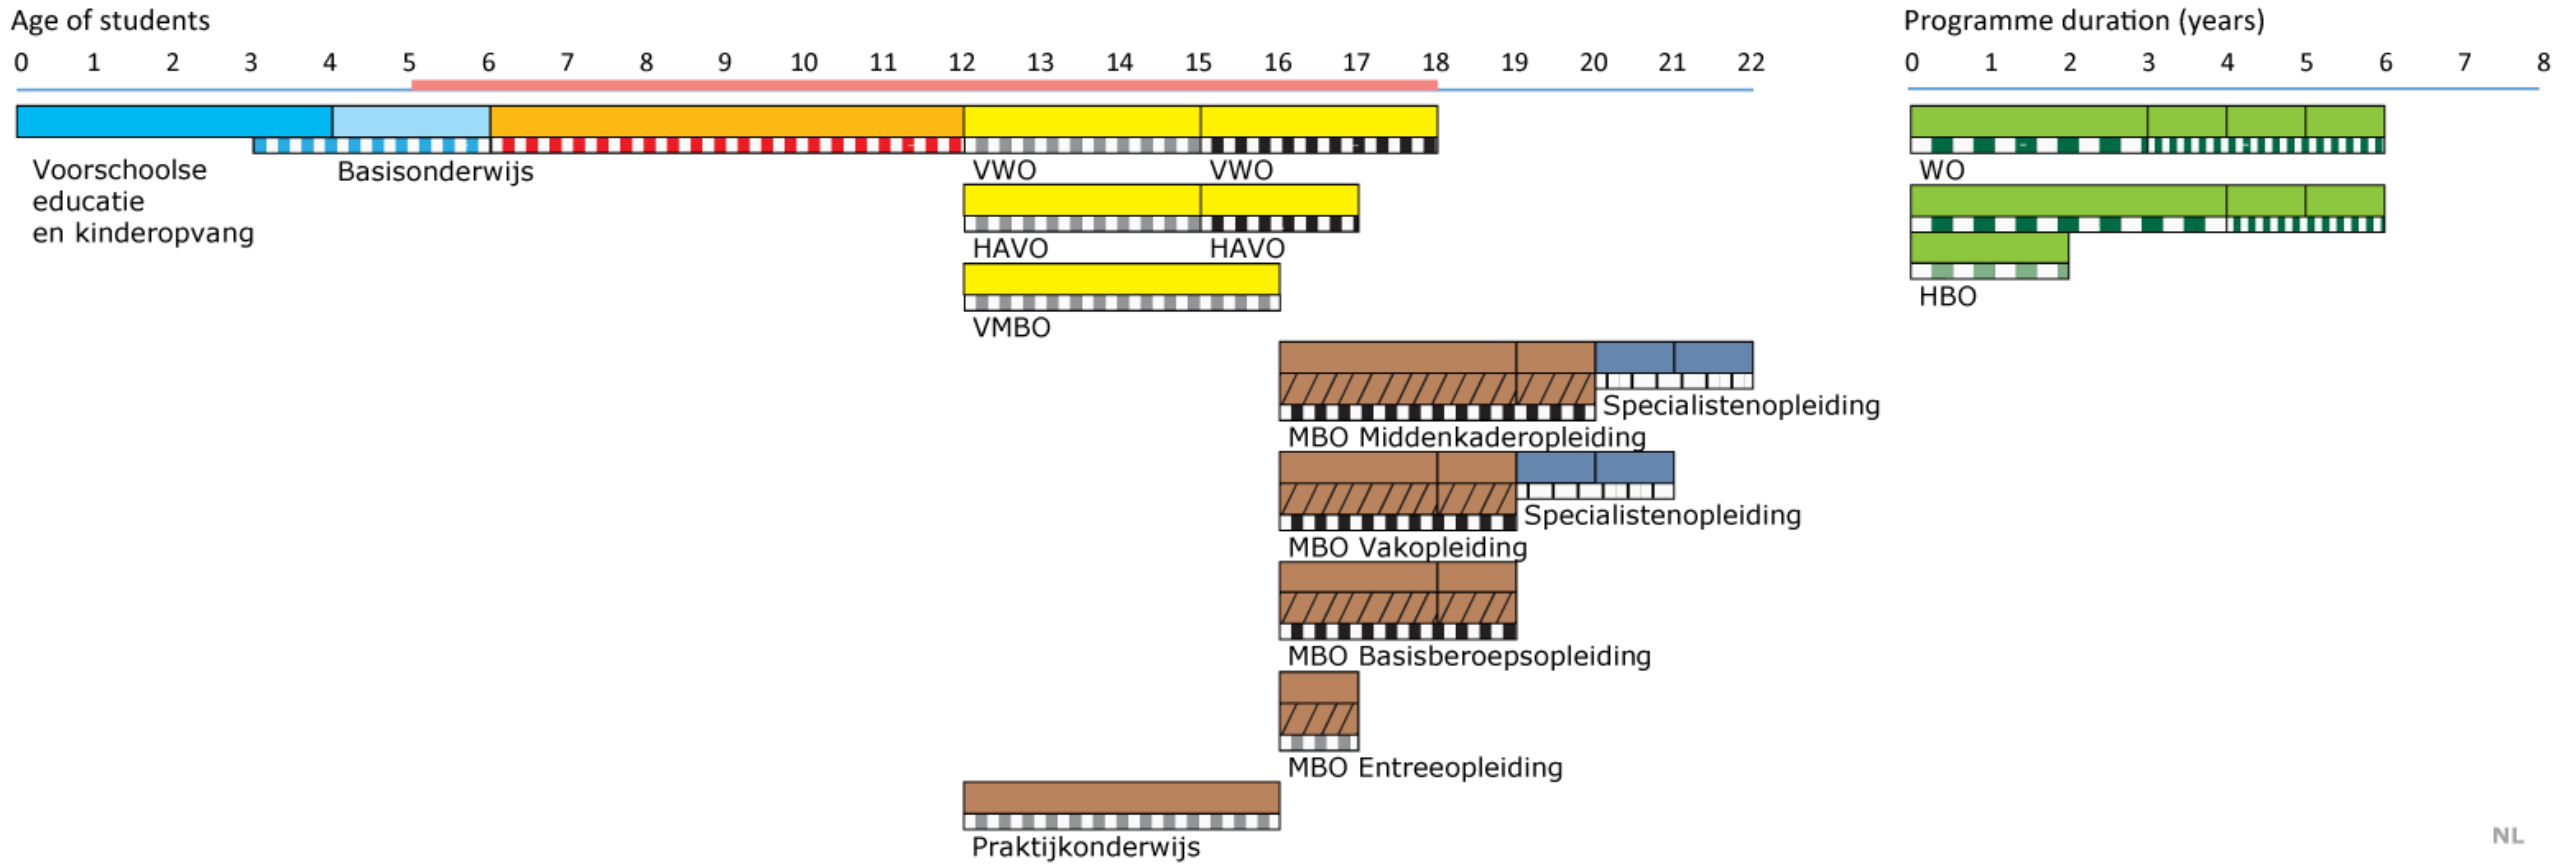 Age of students
Programme duration (years)
0 1 2 3 4 5 6 7 8 9 10 11 12 13 14 15 16 17 18 19 20 21 22
0 1 2 3 4 5 6 7 8
Voorschoolse
educatie
en kinderopvang
Basisonderwijs
VWO
VWO
WO
HAVO
HAVO
HBO
VMBO
Specialistenopleiding
MBO Middenkaderopleiding
Specialistenopleiding
MBO Vakopleiding
MBO Basisberoepsopleiding
MBO Entreeopleiding
Praktijkonderwijs
NL